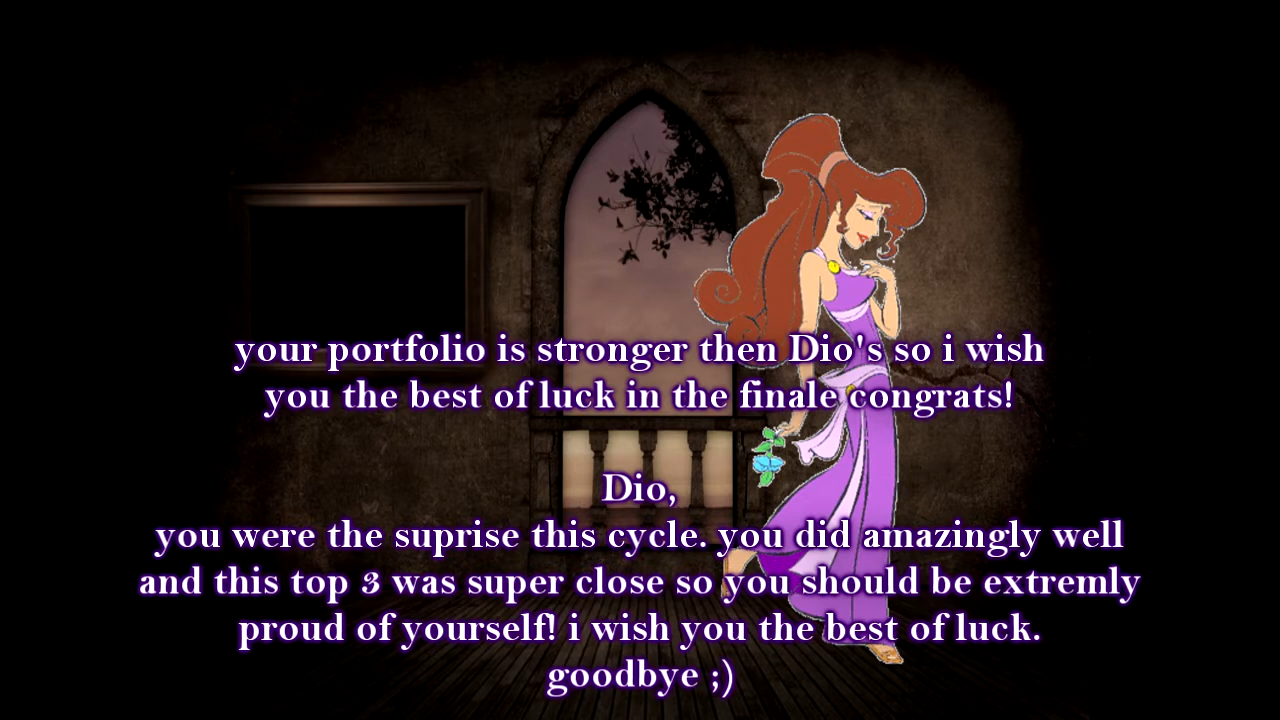 your portfolio is stronger then Dio's so i wish
you the best of luck in the finale congrats!
Dio,
you were the suprise this cycle. you did amazingly well
and this top 3 was super close so you should be extremly
proud of yourself! i wish you the best of luck.
goodbye ;)